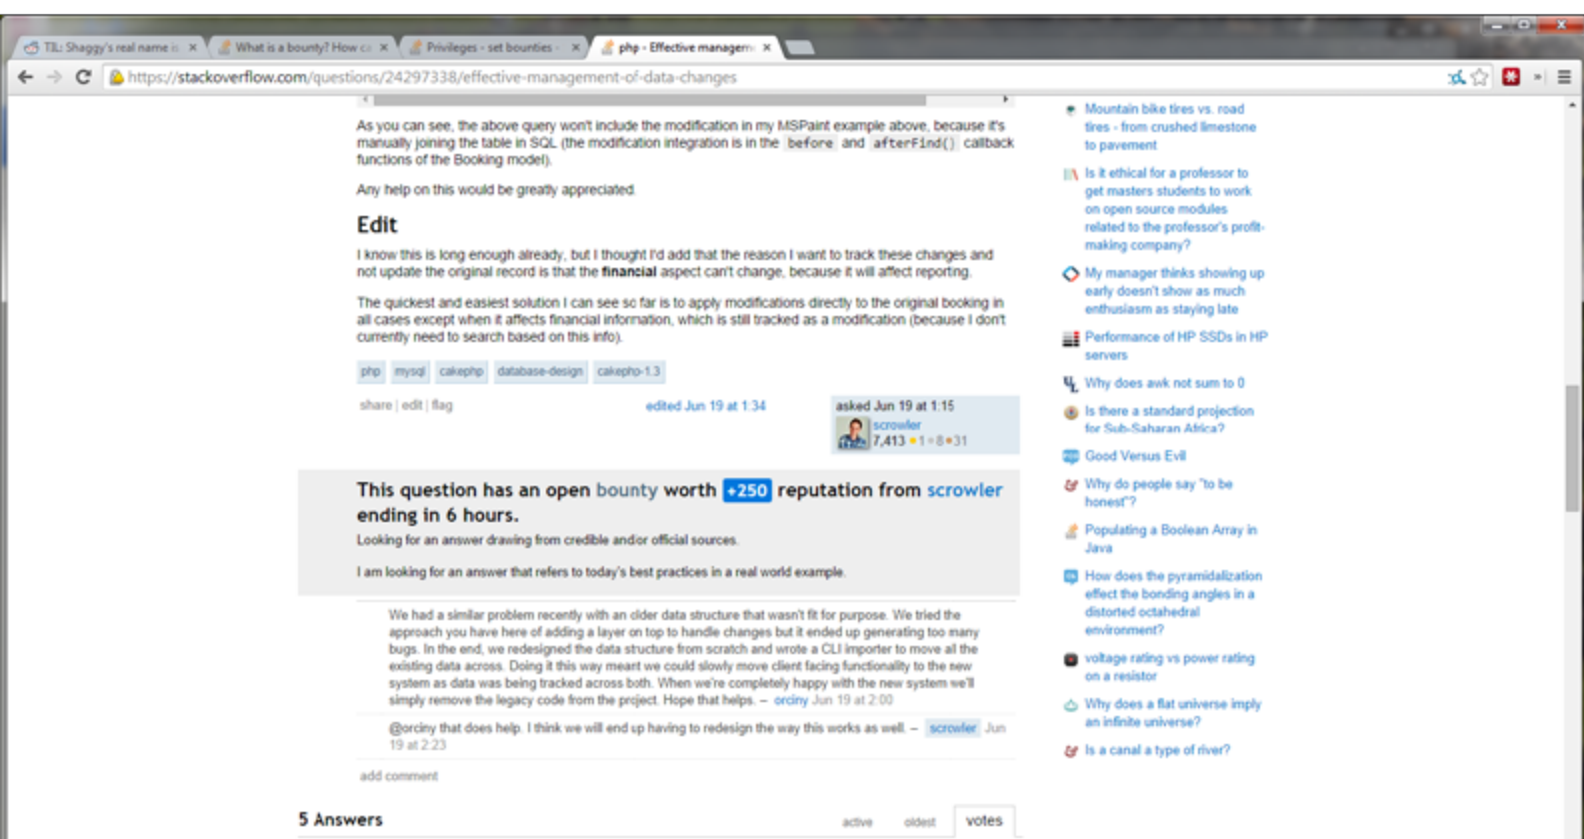 TIL: Shaggy's real name is
What is a bounty? How ca
Privileges - set bounties -
php - Effective managem
https://stackoverflow.com/questions/24297338/effective-management-of-data-changes
As you can see, the above query won't include the modification in my MSPaint example above, because it's
manually joining the table in SQL (the modification integration is in the before and afterFind() callback
functions of the Booking model).
Any help on this would be greatly appreciated.
Edit
I know this is long enough already, but I thought I'd add that the reason I want to track these changes and
not update the original record is that the financial aspect can't change, because it will affect reporting.
The quickest and easiest solution I can see so far is to apply modifications directly to the original booking in
all cases except when it affects financial information, which is still tracked as a modification (because I don't
currently need to search based on this info).
php mysql cakephp database-design cakephp-1.3
share | edit | flag
edited Jun 19 at 1:34
asked Jun 19 at 1:15
scrowler
7,413 1 8 31
This question has an open bounty worth +250 reputation from scrowler
ending in 6 hours.
Looking for an answer drawing from credible and/or official sources.
I am looking for an answer that refers to today's best practices in a real world example.
We had a similar problem recently with an older data structure that wasn't fit for purpose. We tried the
approach you have here of adding a layer on top to handle changes but it ended up generating too many
bugs. In the end, we redesigned the data structure from scratch and wrote a CLI importer to move all the
existing data across. Doing it this way meant we could slowly move client facing functionality to the new
system as data was being tracked across both. When we're completely happy with the new system we'll
simply remove the legacy code from the project. Hope that helps. – orciny Jun 19 at 2:00
@orciny that does help. I think we will end up having to redesign the way this works as well. – scrowler Jun
19 at 2:23
add comment
5 Answers
active oldest votes
Mountain bike tires vs. road
tires - from crushed limestone
to pavement
Is it ethical for a professor to
get masters students to work
on open source modules
related to the professor's profit-
making company?
My manager thinks showing up
early doesn't show as much
enthusiasm as staying late
Performance of HP SSDs in HP
servers
Why does awk not sum to 0
Is there a standard projection
for Sub-Saharan Africa?
Good Versus Evil
Why do people say "to be
honest"?
Populating a Boolean Array in
Java
How does the pyramidalization
effect the bonding angles in a
distorted octahedral
environment?
voltage rating vs power rating
on a resistor
Why does a flat universe imply
an infinite universe?
Is a canal a type of river?